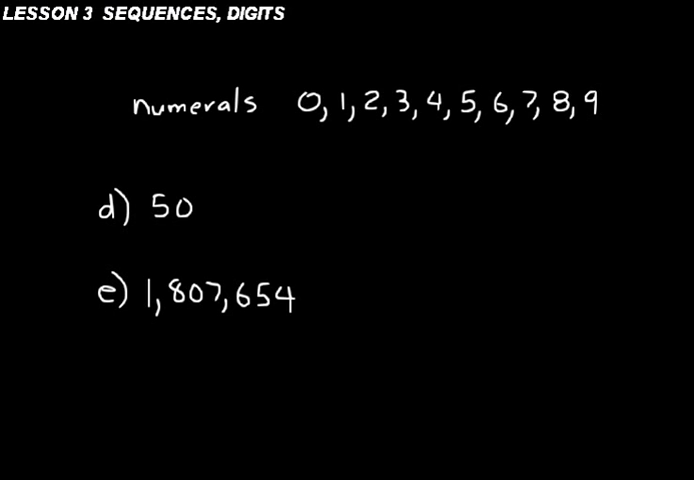 LESSON 3 SEQUENCES, DIGITS
numerals 0, 1, 2, 3, 4, 5, 6, 7, 8, 9
d) 50
e) 1,807,654